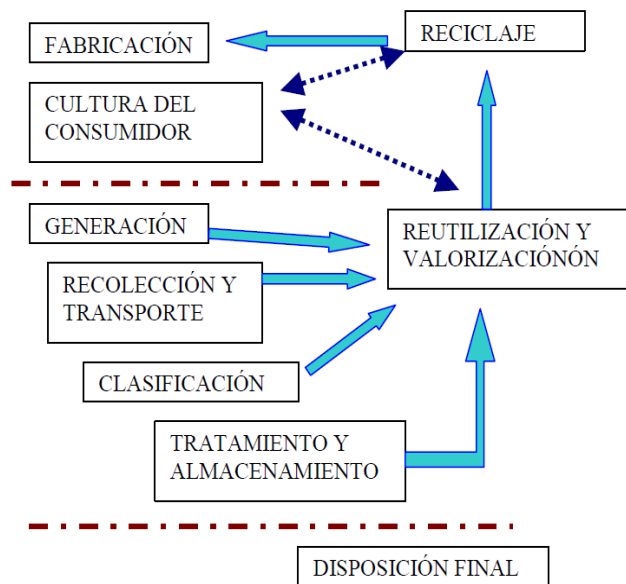 FABRICACIÓN
RECICLAJE
CULTURA DEL
CONSUMIDOR
GENERACIÓN
REUTILIZACIÓN Y
VALORIZACIÓNÓN
RECOLECCIÓN Y
TRANSPORTE
CLASIFICACIÓN
TRATAMIENTO Y
ALMACENAMIENTO
DISPOSICIÓN FINAL